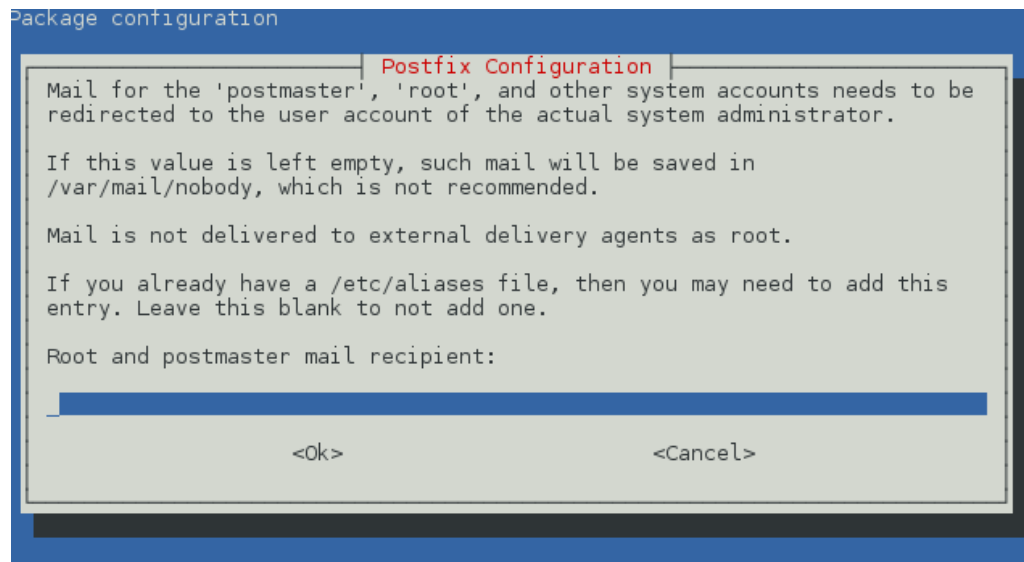 Package configuration
Postfix Configuration
Mail for the 'postmaster', 'root', and other system accounts needs to be
redirected to the user account of the actual system administrator.
If this value is left empty, such mail will be saved in
/var/mail/nobody, which is not recommended.
Mail is not delivered to external delivery agents as root.
If you already have a /etc/aliases file, then you may need to add this
entry. Leave this blank to not add one.
Root and postmaster mail recipient:
<Ok> <Cancel>